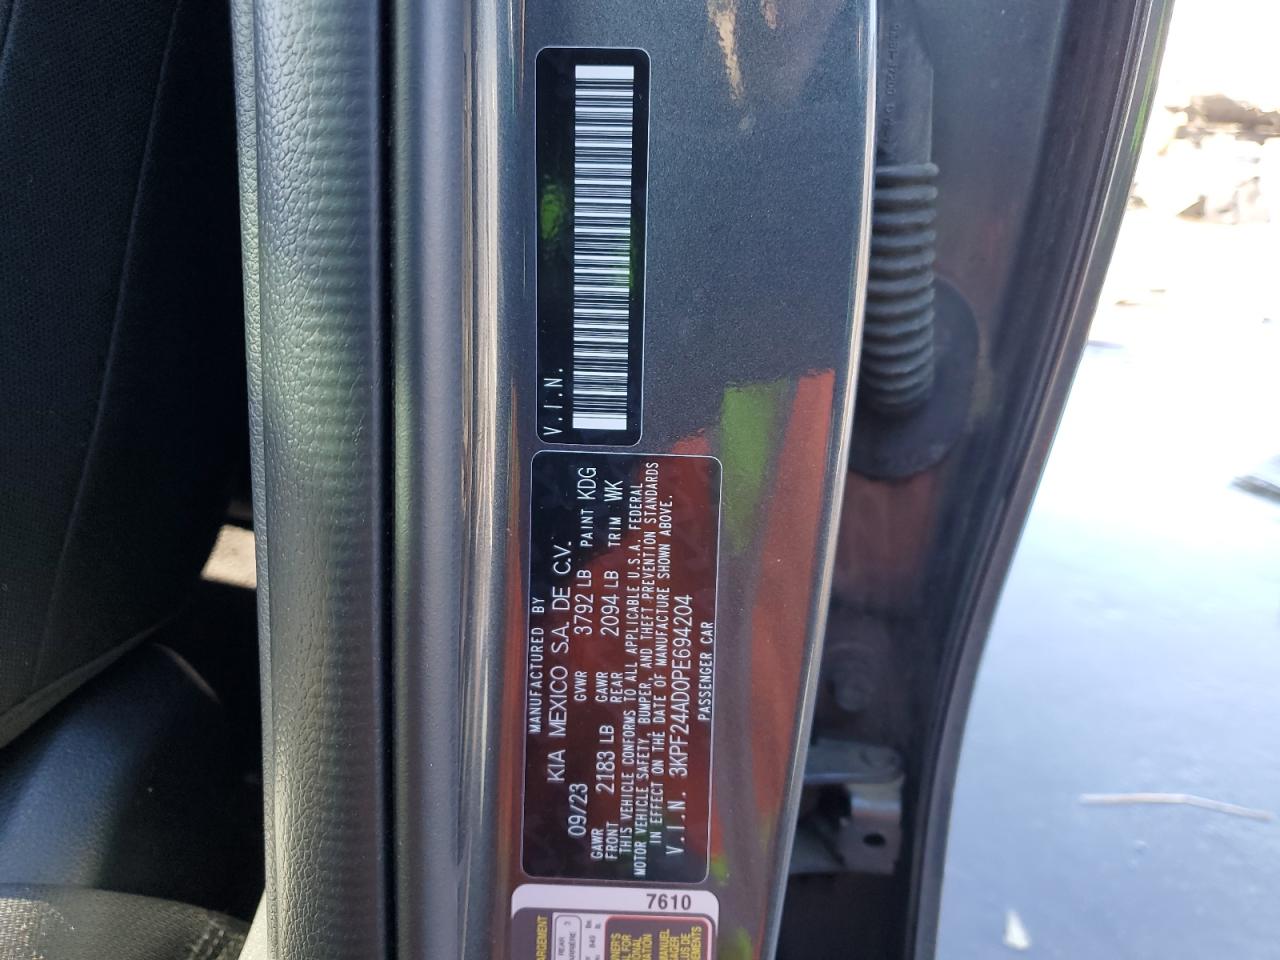 V.I.N.
MANUFACTURED BY
KIA MEXICO S.A. DE C.V.
09/23 GVWR 3792 LB PAINT KDG
GAWR FRONT 2183 LB GAWR REAR 2094 LB TRIM WK
THIS VEHICLE CONFORMS TO ALL APPLICABLE U.S.A. FEDERAL
MOTOR VEHICLE SAFETY, BUMPER, AND THEFT PREVENTION STANDARDS
IN EFFECT ON THE DATE OF MANUFACTURE SHOWN ABOVE.
V.I.N. 3KPF24AD0PE694204
PASSENGER CAR
7610
REAR 3